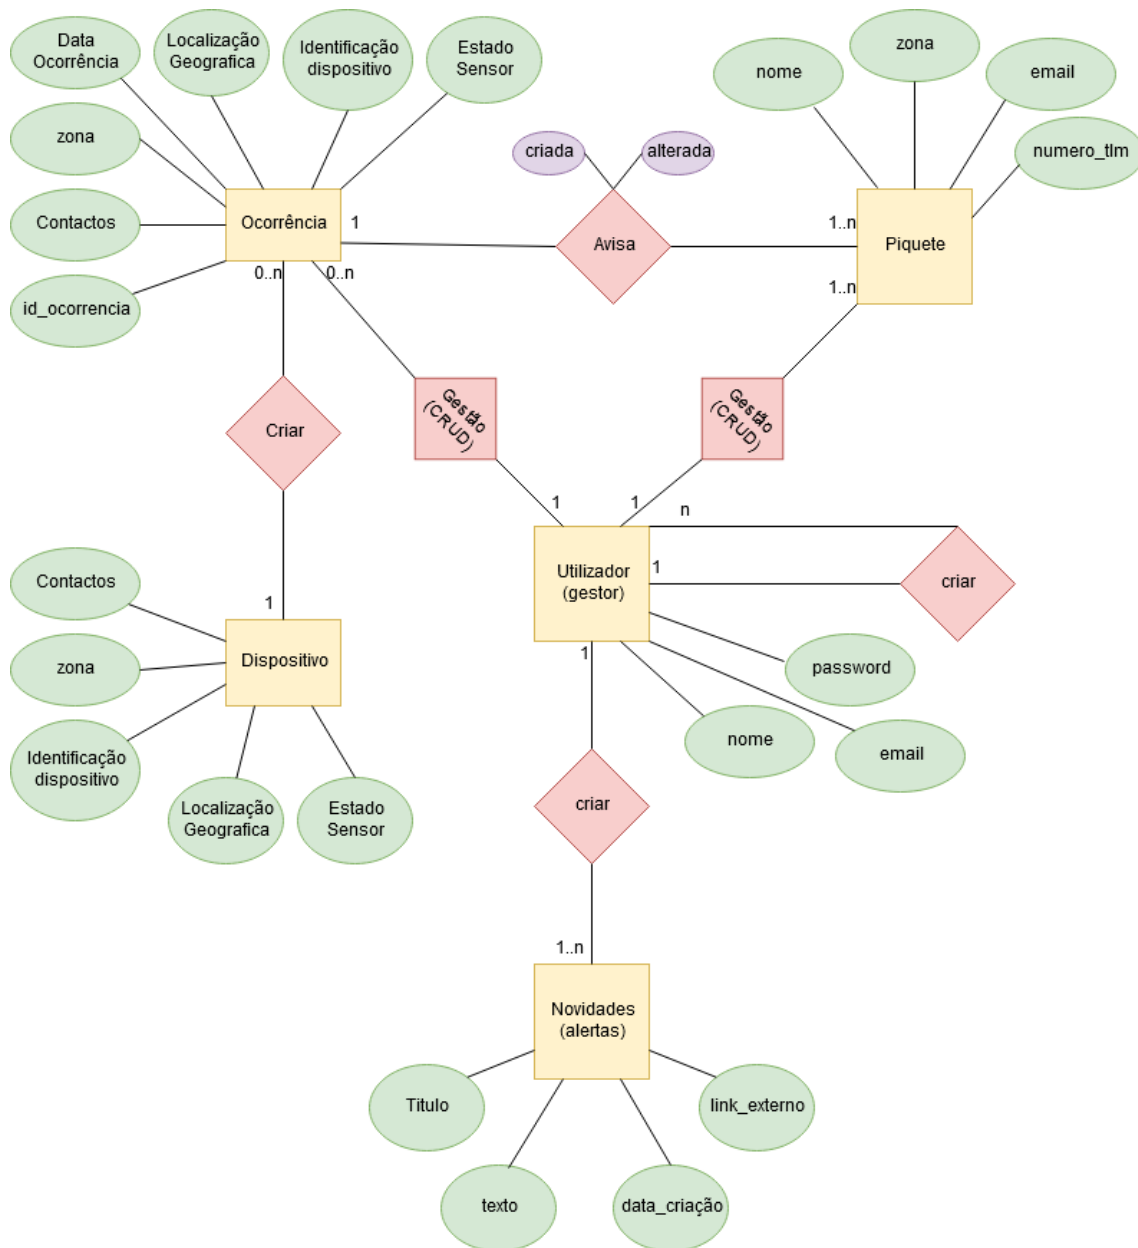 Data
Ocorrência
Localização
Geografica
Identificação
dispositivo
Estado
Sensor
zona
nome
email
zona
criada
alterada
numero_tlm
Contactos
Ocorrência
1
Avisa
1..n
Piquete
0..n
0..n
1..n
id_ocorrencia
Criar
Gestão
(CRUD)
Gestão
(CRUD)
1
1
n
Utilizador
(gestor)
1
criar
Contactos
1
1
zona
Dispositivo
password
nome
email
Identificação
dispositivo
Localização
Geografica
Estado
Sensor
criar
1..n
Novidades
(alertas)
Titulo
link_externo
texto
data_criação